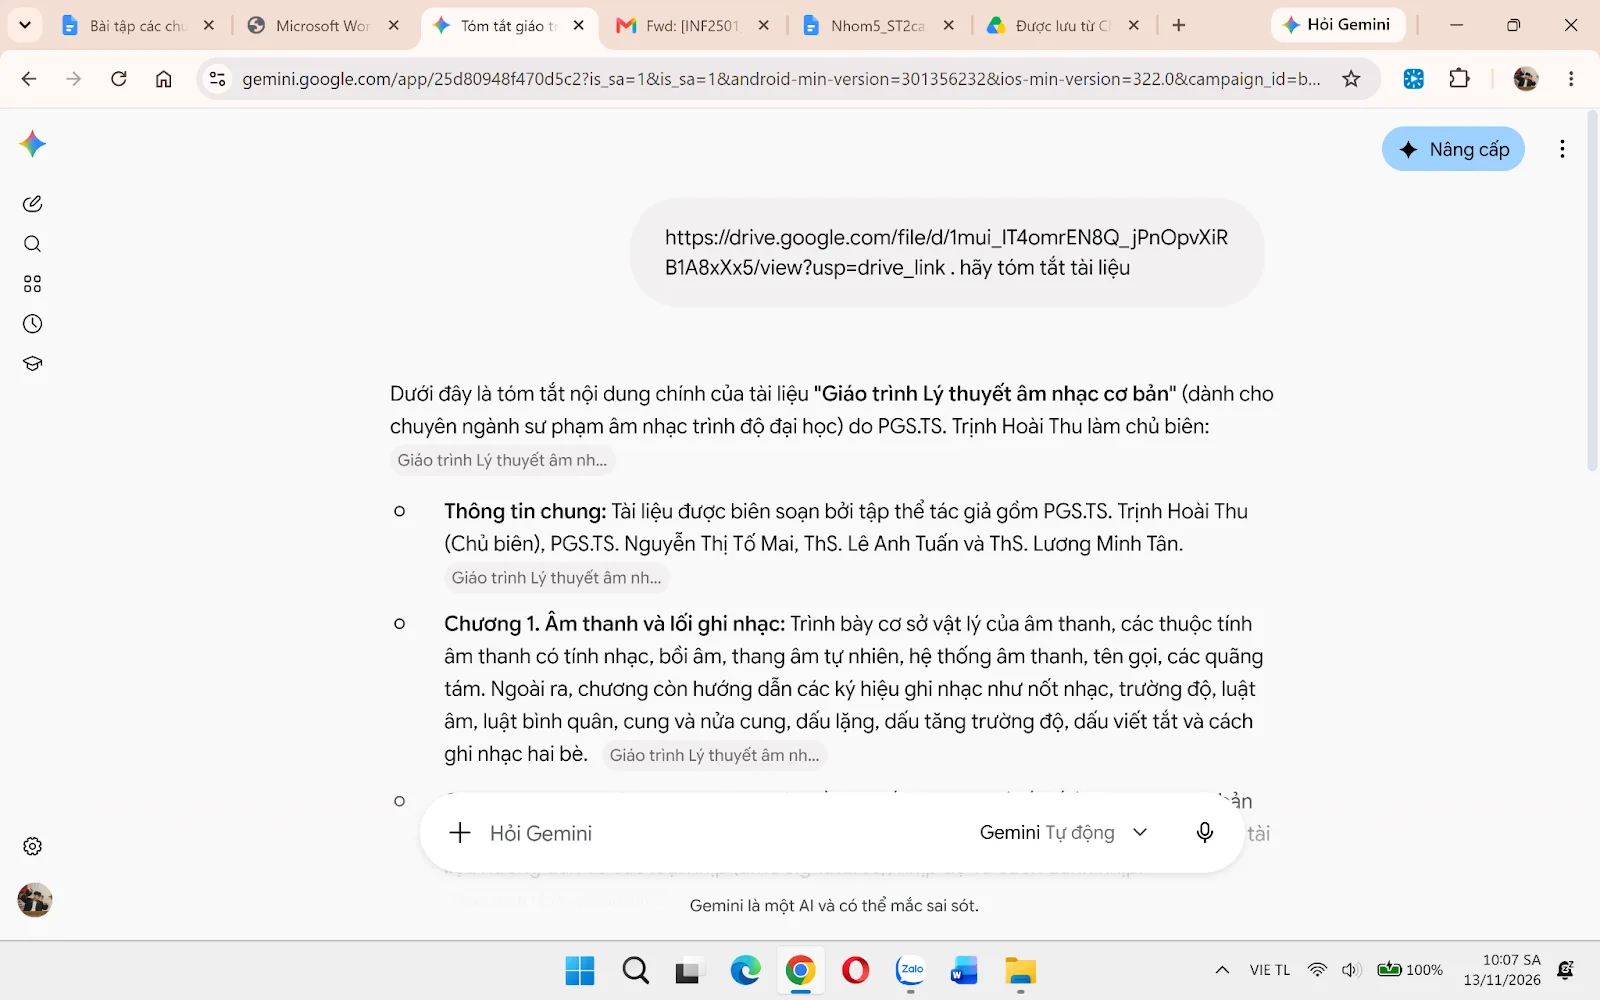 Bài tập các chu
Microsoft Wor
Tóm tắt giáo tr
Fwd: [INF2501_
Nhom5_ST2ca
Được lưu từ Ch
Hỏi Gemini
gemini.google.com/app/25d80948f470d5c2?is_sa=1&is_sa=1&android-min-version=301356232&ios-min-version=322.0&campaign_id=b...
Nâng cấp
https://drive.google.com/file/d/1mui_lT4omrEN8Q_jPnOpvXiR
B1A8xXx5/view?usp=drive_link . hãy tóm tắt tài liệu
Dưới đây là tóm tắt nội dung chính của tài liệu "Giáo trình Lý thuyết âm nhạc cơ bản" (dành cho
chuyên ngành sư phạm âm nhạc trình độ đại học) do PGS.TS. Trịnh Hoài Thu làm chủ biên:
Giáo trình Lý thuyết âm nh...
Thông tin chung: Tài liệu được biên soạn bởi tập thể tác giả gồm PGS.TS. Trịnh Hoài Thu
(Chủ biên), PGS.TS. Nguyễn Thị Tố Mai, ThS. Lê Anh Tuấn và ThS. Lương Minh Tân.
Giáo trình Lý thuyết âm nh...
Chương 1. Âm thanh và lối ghi nhạc: Trình bày cơ sở vật lý của âm thanh, các thuộc tính
âm thanh có tính nhạc, bồi âm, thang âm tự nhiên, hệ thống âm thanh, tên gọi, các quãng
tám. Ngoài ra, chương còn hướng dẫn các ký hiệu ghi nhạc như nốt nhạc, trường độ, luật
âm, luật bình quân, cung và nửa cung, dấu lặng, dấu tăng trường độ, dấu viết tắt và cách
ghi nhạc hai bè. Giáo trình Lý thuyết âm nh...
tài
Hỏi Gemini
Gemini Tự động
Gemini là một AI và có thể mắc sai sót.
Zalo
VIE TL
100%
10:07 SA
13/11/2026